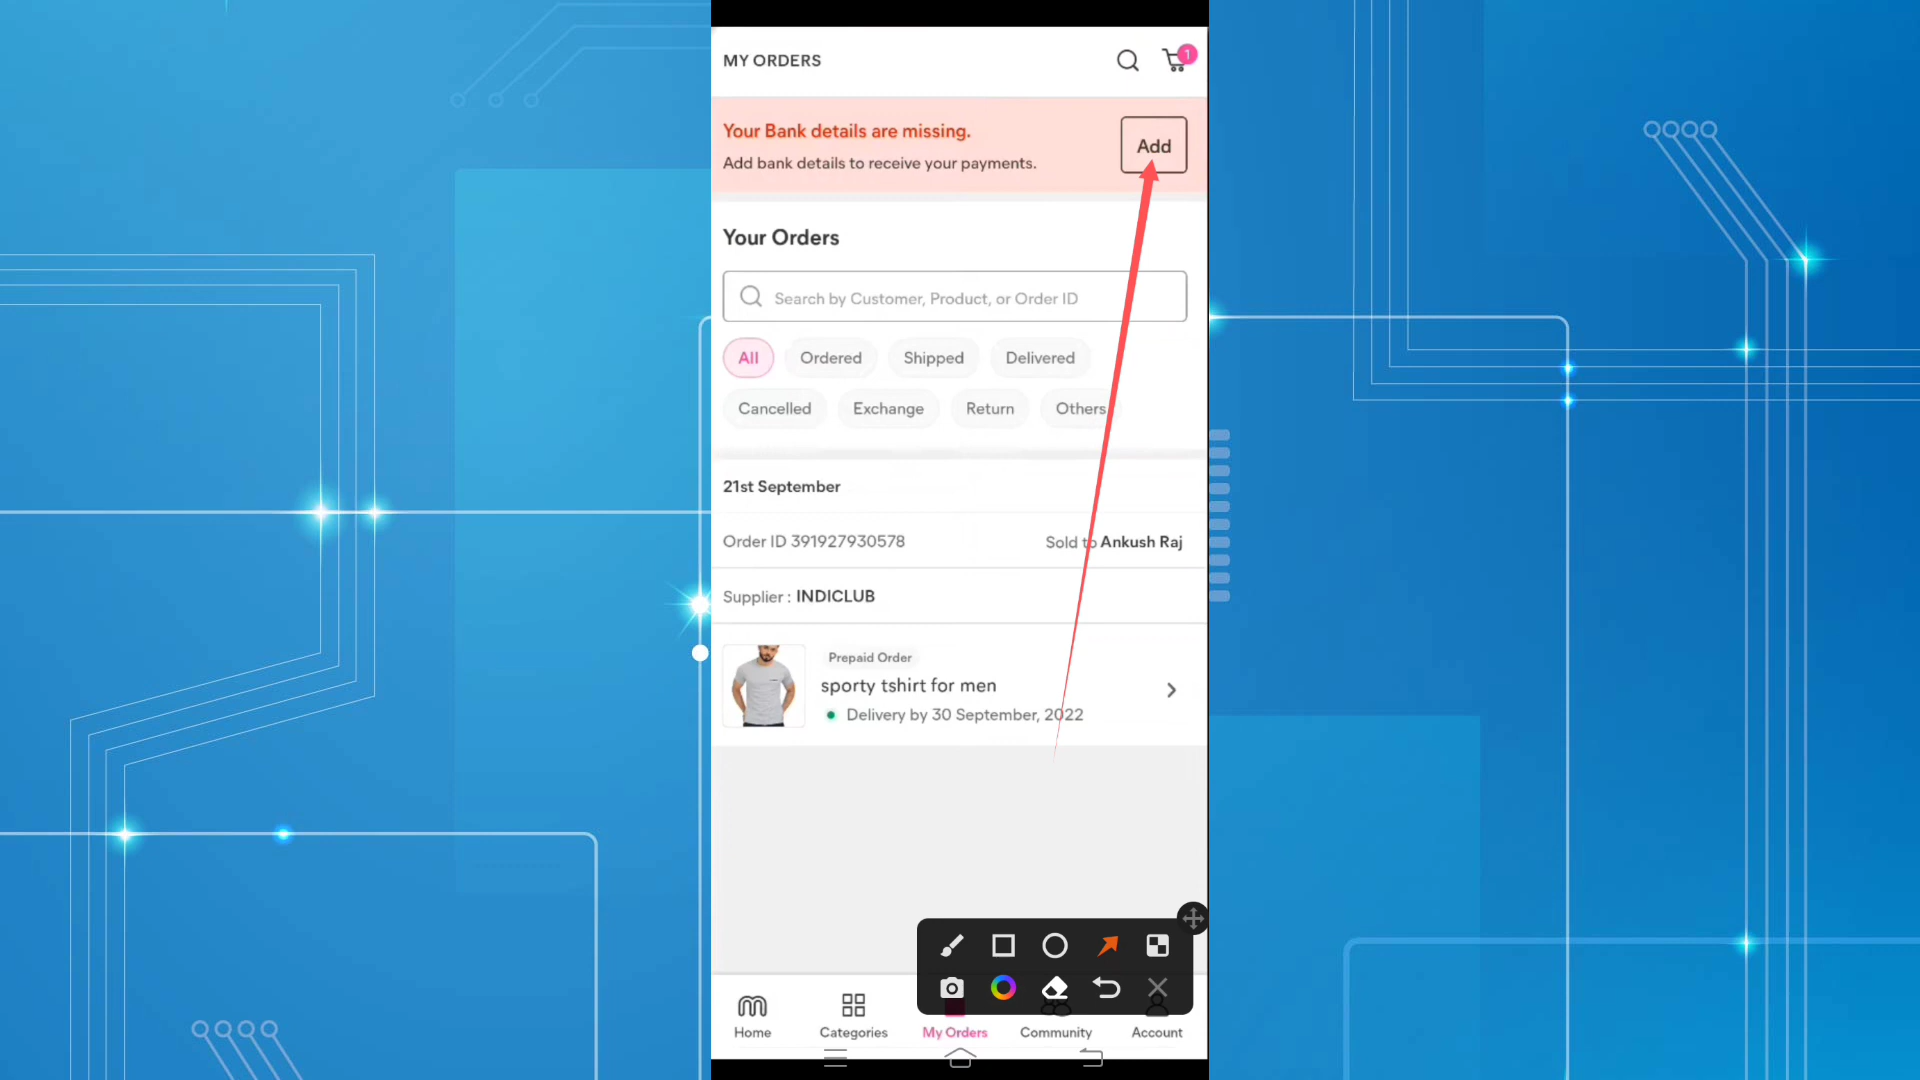 MY ORDERS
1
Your Bank details are missing.
Add bank details to receive your payments.
Add
Your Orders
Search by Customer, Product, or Order ID
All Ordered Shipped Delivered
Cancelled Exchange Return Others
21st September
Order ID 391927930578 Sold to Ankush Raj
Supplier : INDICLUB
Prepaid Order
sporty tshirt for men
Delivery by 30 September, 2022
Home Categories My Orders Community Account